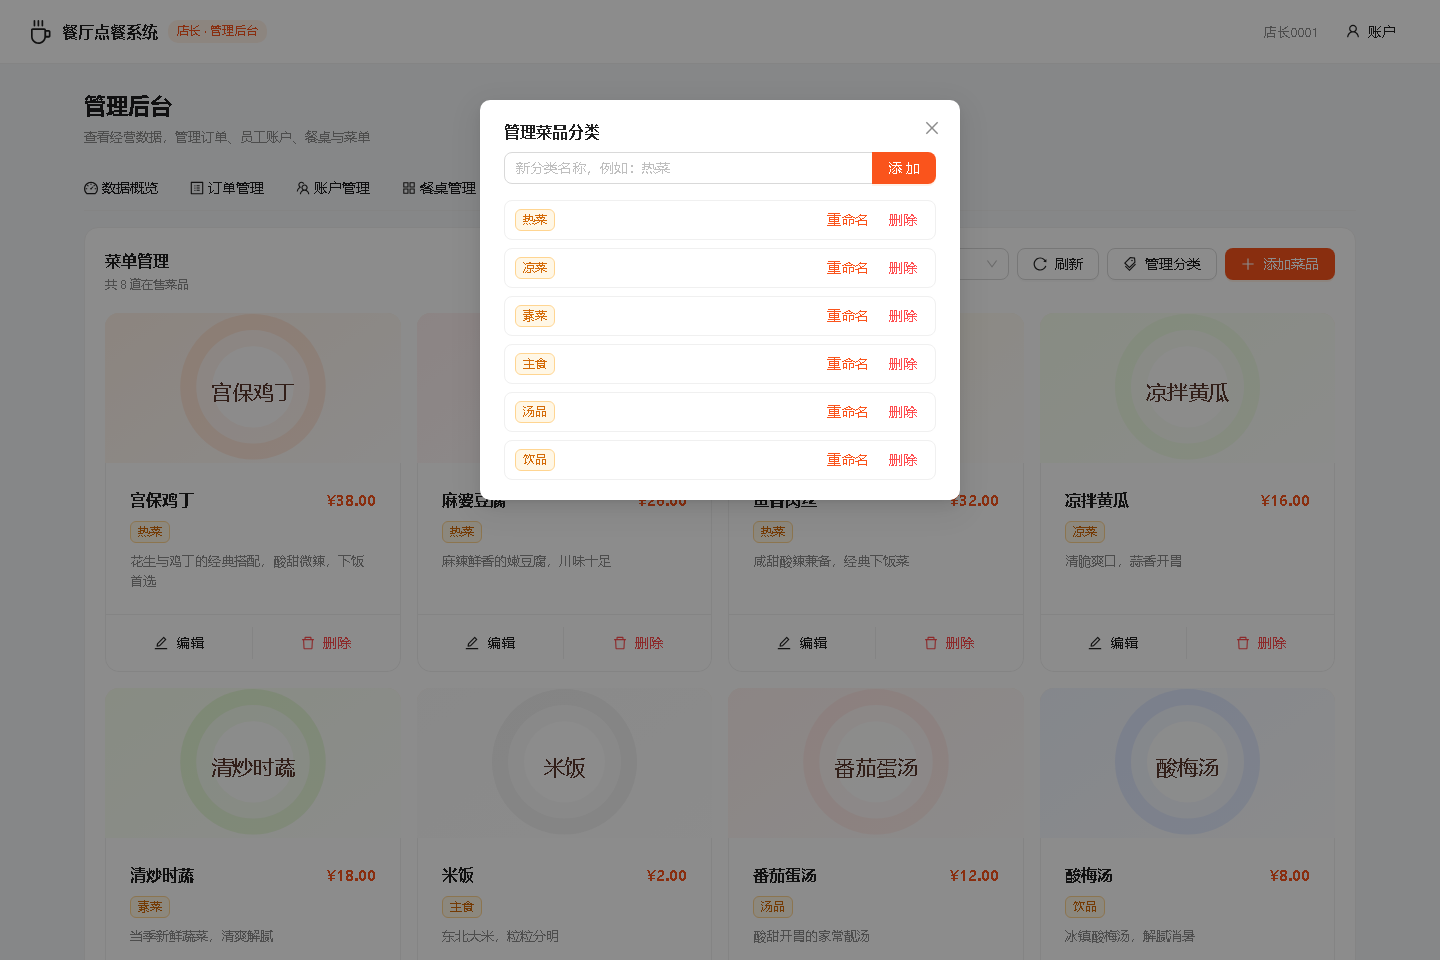 餐厅点餐系统 店长 · 管理后台 店长0001 账户
管理后台
查看经营数据，管理订单、员工账户、餐桌与菜单
数据概览 订单管理 账户管理 餐桌管理
管理菜品分类
新分类名称，例如：热菜 添 加
热菜 重命名 删除
凉菜 重命名 删除
素菜 重命名 删除
主食 重命名 删除
汤品 重命名 删除
饮品 重命名 删除
菜单管理
共 8 道在售菜品
刷新 管理分类 添加菜品
宫保鸡丁 凉拌黄瓜
宫保鸡丁 ¥38.00 麻婆豆腐 ¥28.00 鱼香肉丝 ¥32.00 凉拌黄瓜 ¥16.00
热菜 热菜 热菜 凉菜
花生与鸡丁的经典搭配，酸甜微辣，下饭
首选
麻辣鲜香的嫩豆腐，川味十足
咸甜酸辣兼备，经典下饭菜
清脆爽口，蒜香开胃
编辑 删除 编辑 删除 编辑 删除 编辑 删除
清炒时蔬 米饭 番茄蛋汤 酸梅汤
清炒时蔬 ¥18.00 米饭 ¥2.00 番茄蛋汤 ¥12.00 酸梅汤 ¥8.00
素菜 主食 汤品 饮品
当季新鲜蔬菜，清爽解腻
东北大米，粒粒分明
酸甜开胃的家常靓汤
冰镇酸梅汤，解腻消暑